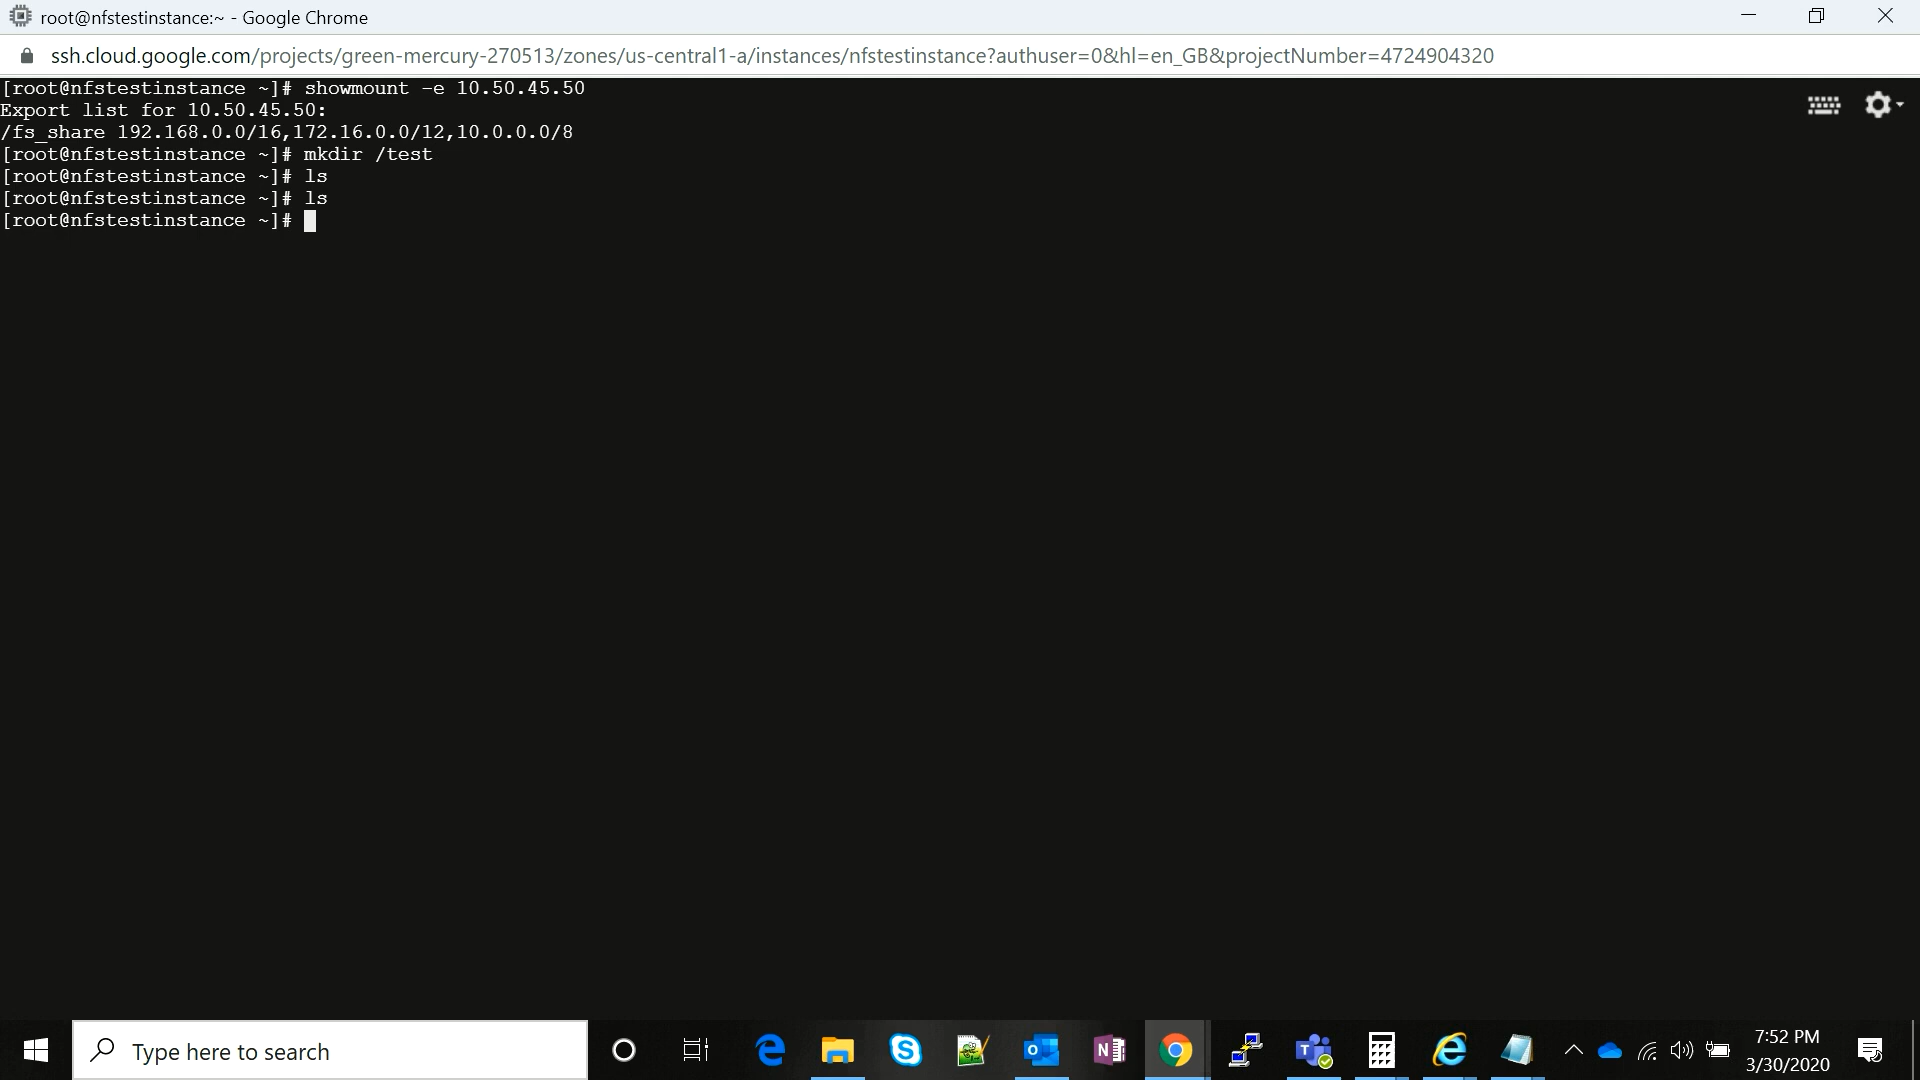 root@nfstestinstance:~ - Google Chrome
ssh.cloud.google.com/projects/green-mercury-270513/zones/us-central1-a/instances/nfstestinstance?authuser=0&hl=en_GB&projectNumber=4724904320
[root@nfstestinstance ~]# showmount -e 10.50.45.50
Export list for 10.50.45.50:
/fs_share 192.168.0.0/16,172.16.0.0/12,10.0.0.0/8
[root@nfstestinstance ~]# mkdir /test
[root@nfstestinstance ~]# ls
[root@nfstestinstance ~]# ls
[root@nfstestinstance ~]#
Type here to search
7:52 PM
3/30/2020